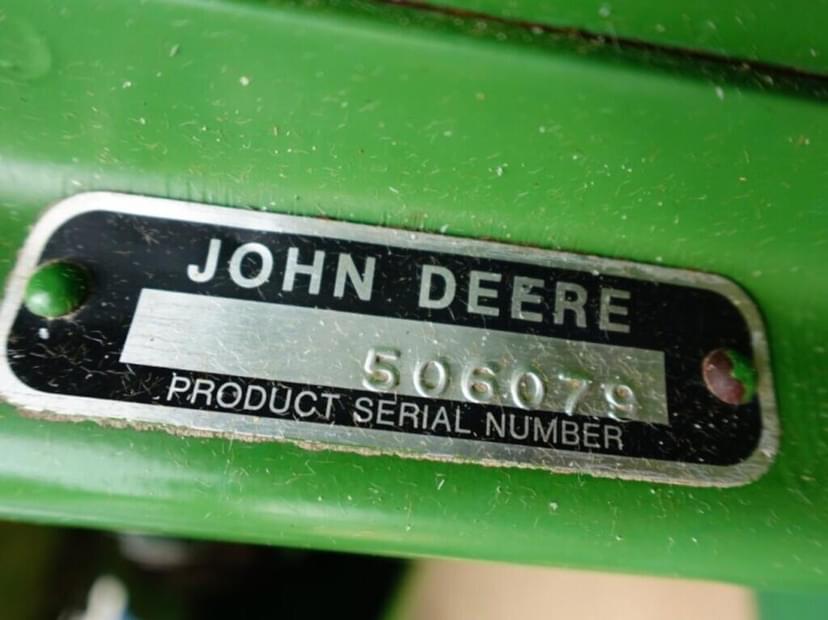 JOHN DEERE
506079
PRODUCT SERIAL NUMBER